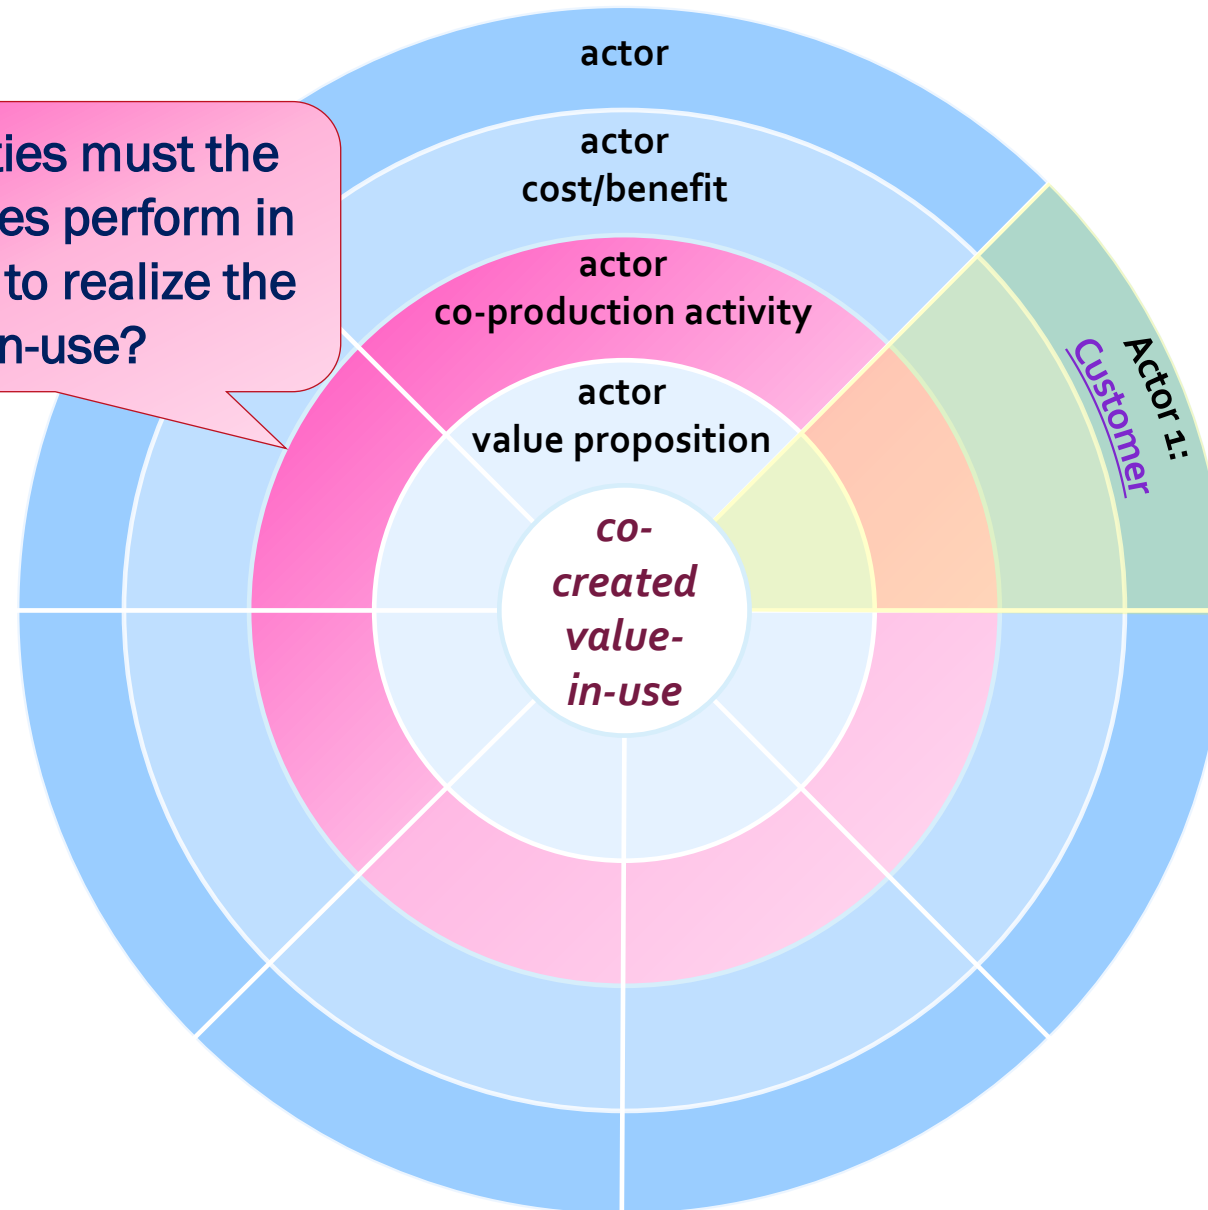 actor
actor
cost/benefit
ties must the
es perform in
to realize the
n-use?
actor
co-production activity
Actor 1:
Customer
actor
value proposition
co-
created
value-
in-use